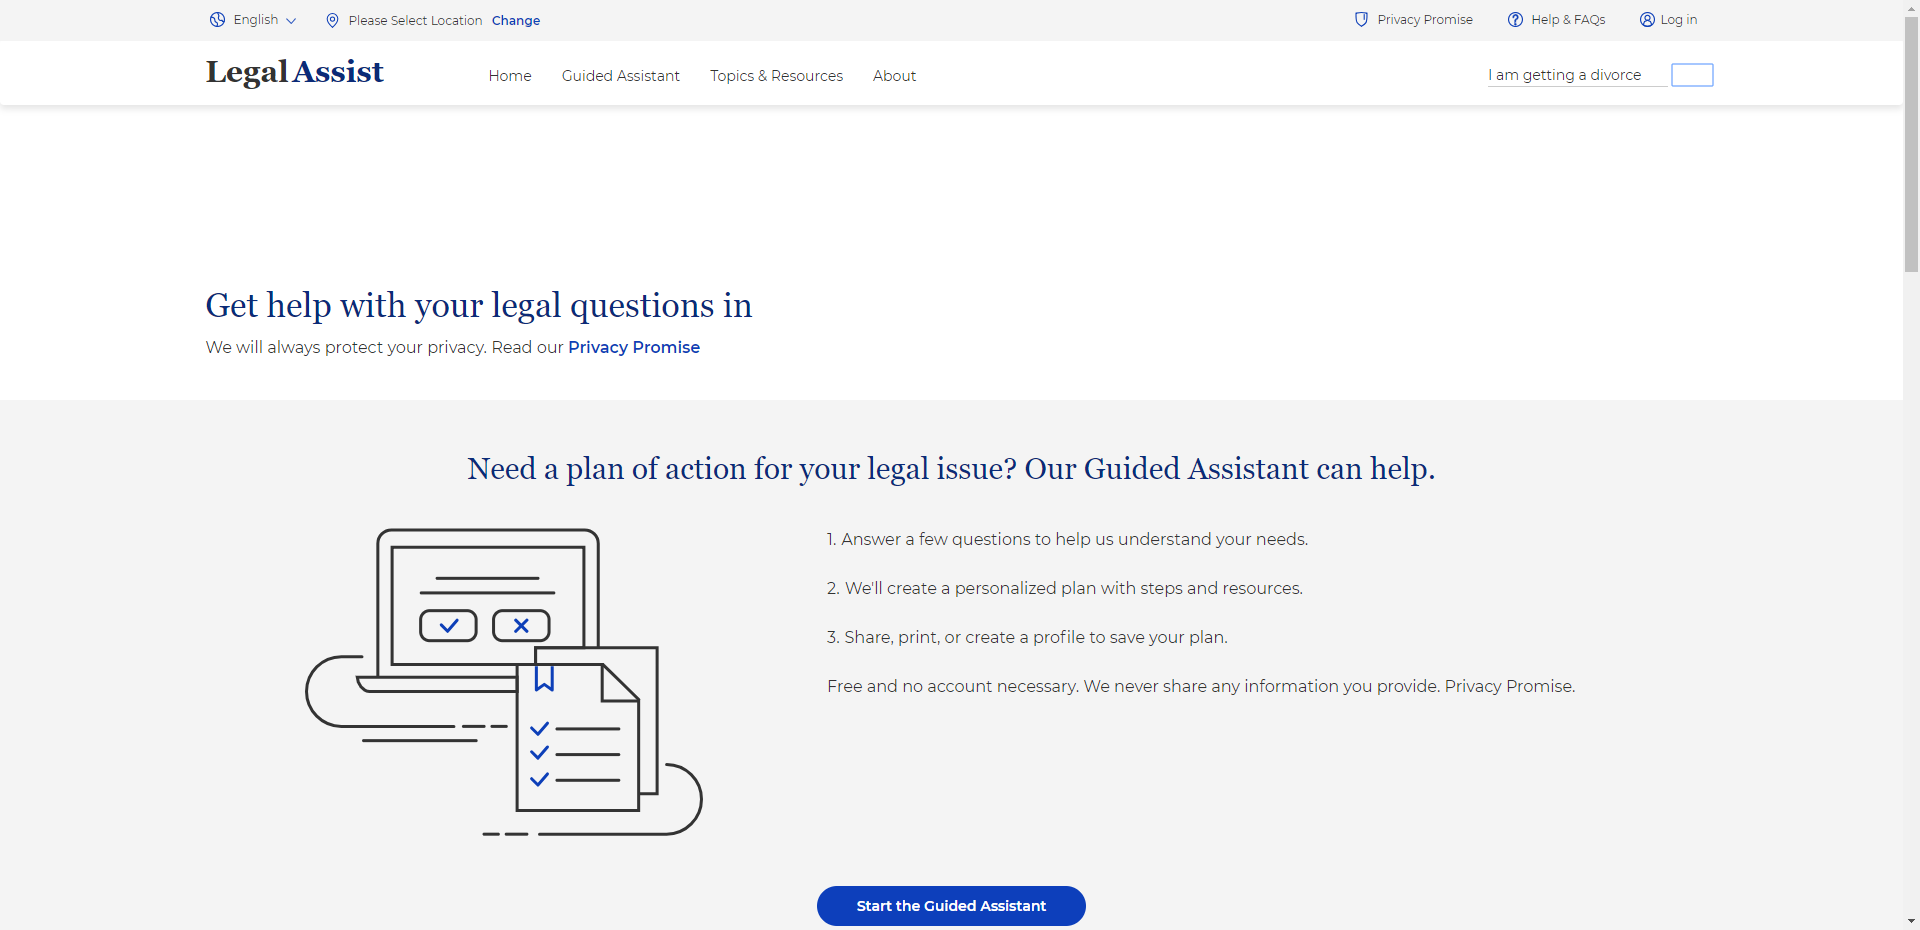 English
Please Select Location Change
Privacy Promise
Help & FAQs
Log in
Legal Assist
Home
Guided Assistant
Topics & Resources
About
I am getting a divorce
Get help with your legal questions in
We will always protect your privacy. Read our Privacy Promise
Need a plan of action for your legal issue? Our Guided Assistant can help.
1. Answer a few questions to help us understand your needs.
2. We'll create a personalized plan with steps and resources.
3. Share, print, or create a profile to save your plan.
Free and no account necessary. We never share any information you provide. Privacy Promise.
Start the Guided Assistant